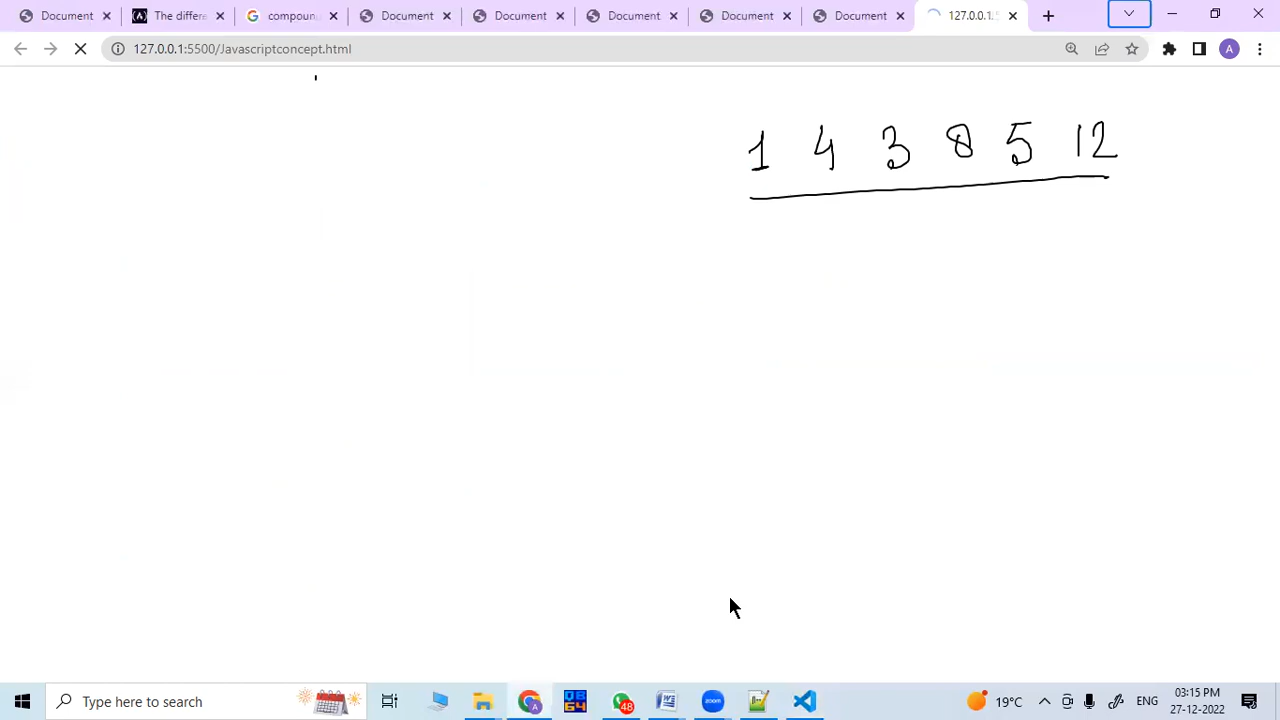 Document
The differe
compoun
Document
Document
Document
Document
Document
127.0.0.1:5
127.0.0.1:5500/Javascriptconcept.html
A
1 4 3 8 5 12
Type here to search
48
zoom
19°C
ENG
03:15 PM
27-12-2022